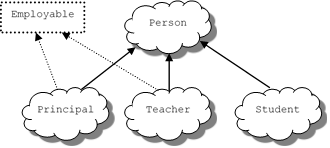 Employable
Person
Principal
Teacher
Student